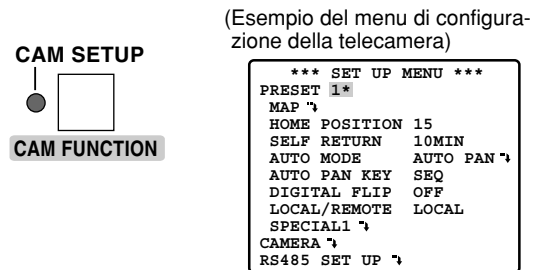 (Esempio del menu di configura-
zione della telecamera)
CAM SETUP
CAM FUNCTION
*** SET UP MENU ***
PRESET 1*
MAP
HOME POSITION 15
SELF RETURN 10MIN
AUTO MODE AUTO PAN
AUTO PAN KEY SEQ
DIGITAL FLIP OFF
LOCAL/REMOTE LOCAL
SPECIAL1
CAMERA
RS485 SET UP